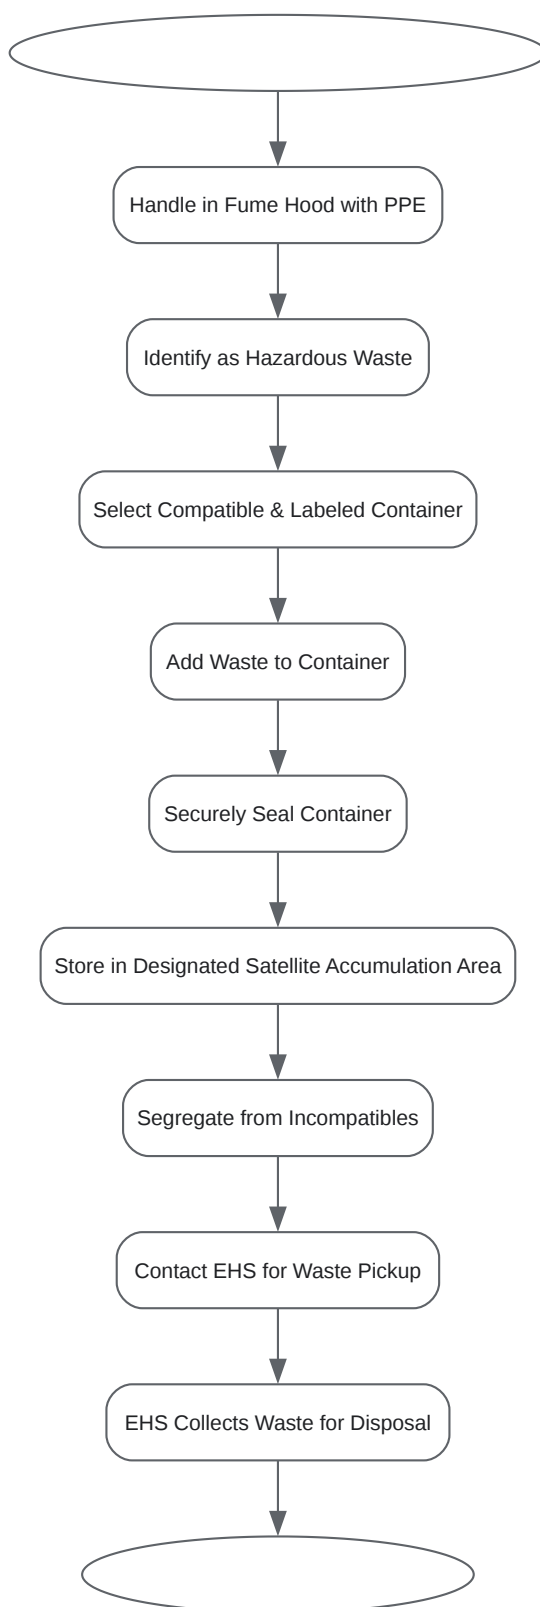 Handle in Fume Hood with PPE
Identify as Hazardous Waste
Select Compatible & Labeled Container
Add Waste to Container
Securely Seal Container
Store in Designated Satellite Accumulation Area
Segregate from Incompatibles
Contact EHS for Waste Pickup
EHS Collects Waste for Disposal